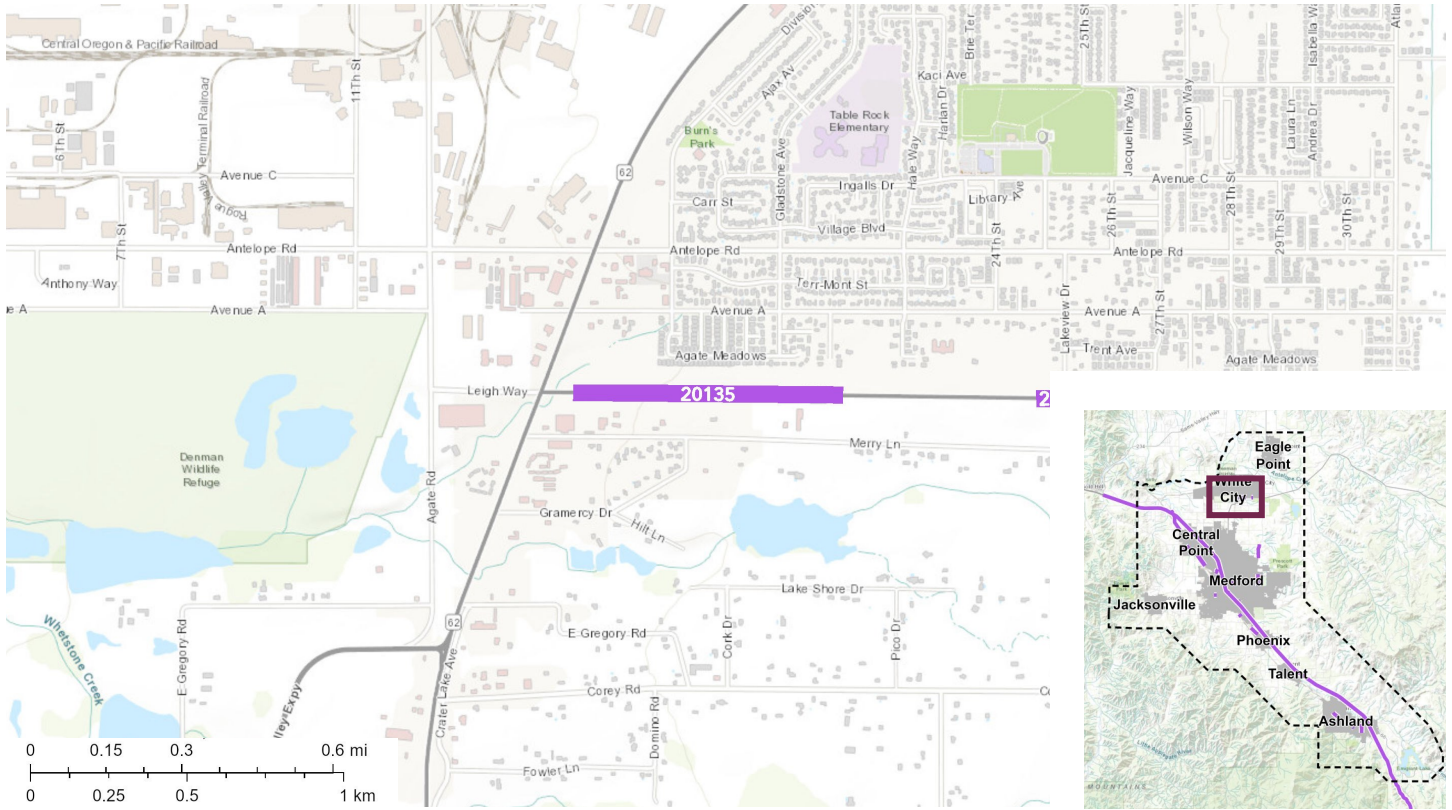 Central Oregon & Pacific Railroad
11Th St
6Th St
Valley Terminal Railroad
Rogue
Avenue C
7Th St
Antelope Rd
Anthony Way
Avenue A
62
Division
Ajax Av
Burn's
Park
Table Rock
Elementary
Gladstone Ave
Kaci Ave
Harlan Dr
Brie Ter
25Th St
Hale Way
Ingalls Dr
Carr St
Village Blvd
Library A
Ave
24Th St
Antelope Rd
Terr-Mont St
Avenue A
Agate Meadows
Jacqueline Way
Wilson Way
Avenue C
26Th St
28Th St
29Th St
30Th St
Laura Ln
Andrea Dr
Isabella W
Atla
Antelope Rd
Lakeview Dr
Avenue A
27Th St
Trent Ave
Agate Meadows
Leigh Way
20135
2
Merry Ln
Denman
Wildlife
Refuge
Agate Rd
Gramercy Dr
Hilt Ln
Lake Shore Dr
62
E Gregory Rd
E Gregory Rd
Cork Dr
Pico Dr
Whetstone Creek
lley Expy
Crater Lake Ave
Corey Rd
Co
Domino Rd
Fowler Ln
0 0.15 0.3 0.6 mi
0 0.25 0.5 1 km
Eagle
Point
White
City
Central
Point
Medford
Jacksonville
Phoenix
Talent
Ashland
MOUNTAINS